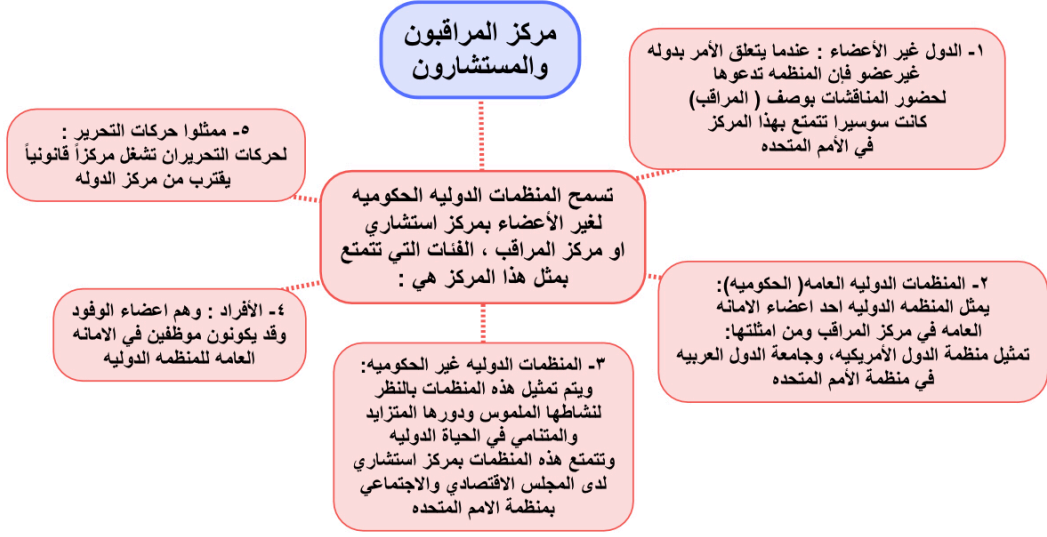 مركز المراقبون
والمستشارون
تسمح المنظمات الدوليه الحكوميه
لغير الأعضاء بمركز استشاري
او مركز المراقب ، الفئات التي تتمتع
بمثل هذا المركز هي :
١- الدول غير الأعضاء : عندما يتعلق الأمر بدوله
غيرعضو فإن المنظمه تدعوها
لحضور المناقشات بوصف ( المراقب)
كانت سوسيرا تتمتع بهذا المركز
في الأمم المتحده
٢- المنظمات الدوليه العامه( الحكوميه):
يمثل المنظمه الدوليه احد اعضاء الامانه
العامه في مركز المراقب ومن امثلتها:
تمثيل منظمة الدول الأمريكيه، وجامعة الدول العربيه
في منظمة الأمم المتحده
٣- المنظمات الدوليه غير الحكوميه:
ويتم تمثيل هذه المنظمات بالنظر
لنشاطها الملموس ودورها المتزايد
والمتنامي في الحياة الدوليه
وتتمتع هذه المنظمات بمركز استشاري
لدى المجلس الاقتصادي والاجتماعي
بمنظمة الامم المتحده
٤- الأفراد : وهم اعضاء الوفود
وقد يكونون موظفين في الامانه
العامه للمنظمه الدوليه
٥- ممثلوا حركات التحرير :
لحركات التحريران تشغل مركزاً قانونياً
يقترب من مركز الدوله